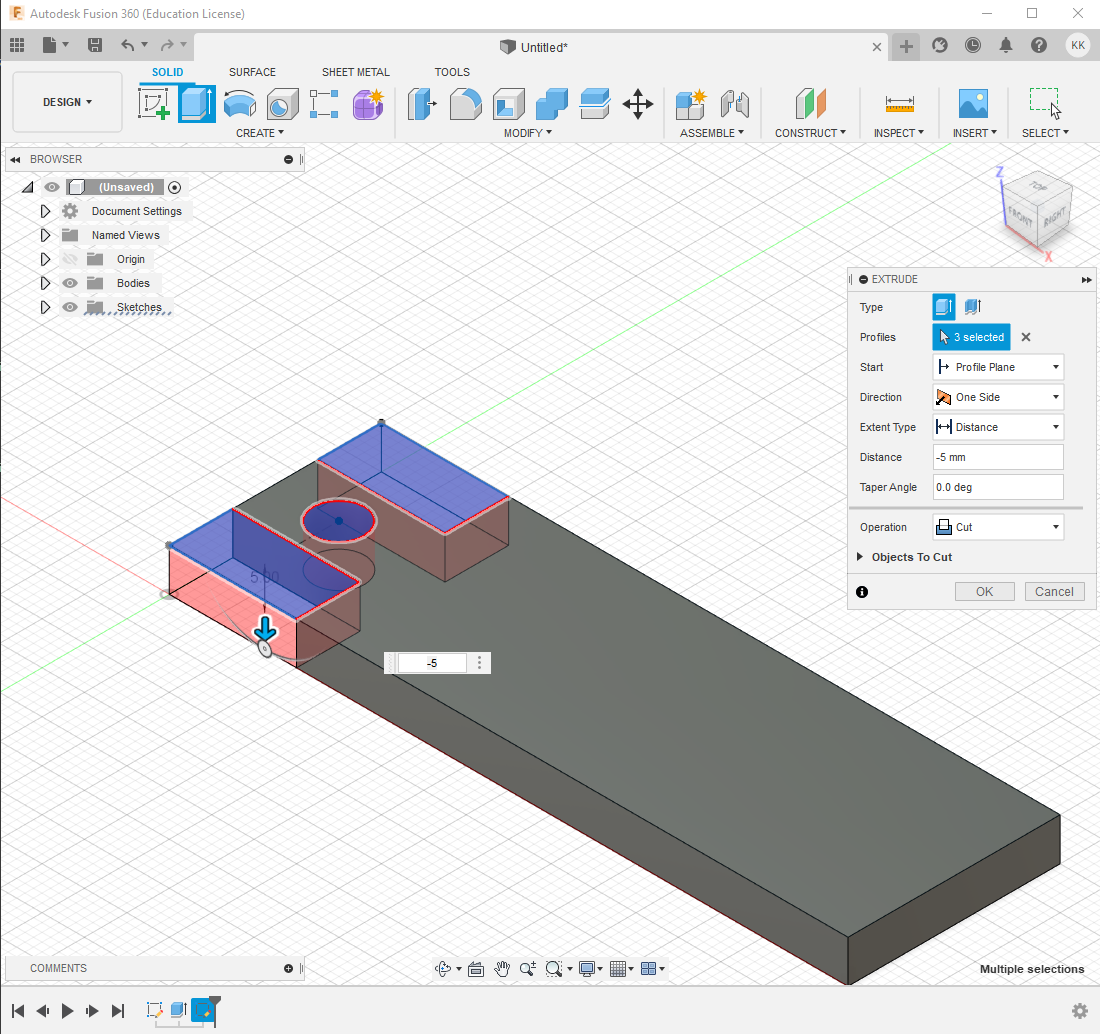 Autodesk Fusion 360 (Education License)
Untitled*
KK
DESIGN
SOLID SURFACE SHEET METAL TOOLS
CREATE MODIFY ASSEMBLE CONSTRUCT INSPECT INSERT SELECT
BROWSER
(Unsaved)
Document Settings
Named Views
Origin
Bodies
Sketches
Z
TOP
FRONT
RIGHT
X
EXTRUDE
Type
Profiles 3 selected
Start Profile Plane
Direction One Side
Extent Type Distance
Distance -5 mm
Taper Angle 0.0 deg
Operation Cut
Objects To Cut
OK Cancel
5.00
-5
COMMENTS
Multiple selections